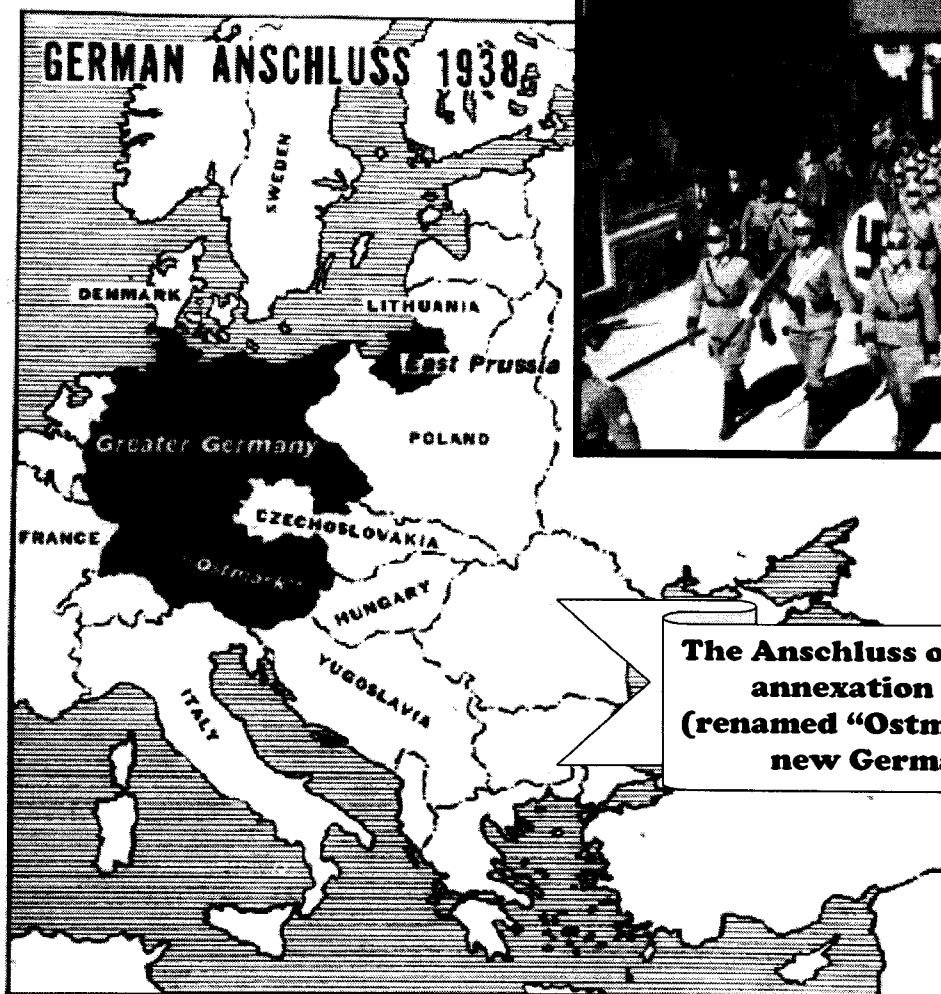 GERMAN ANSCHLUSS 1938
SWEDEN
DENMARK
LITHUANIA
East Prussia
Greater Germany
POLAND
CZECHOSLOVAKIA
FRANCE
Ostmark
HUNGARY
YUGOSLAVIA
ITALY
The Anschluss o
annexation
(renamed “Ostm
new Germa